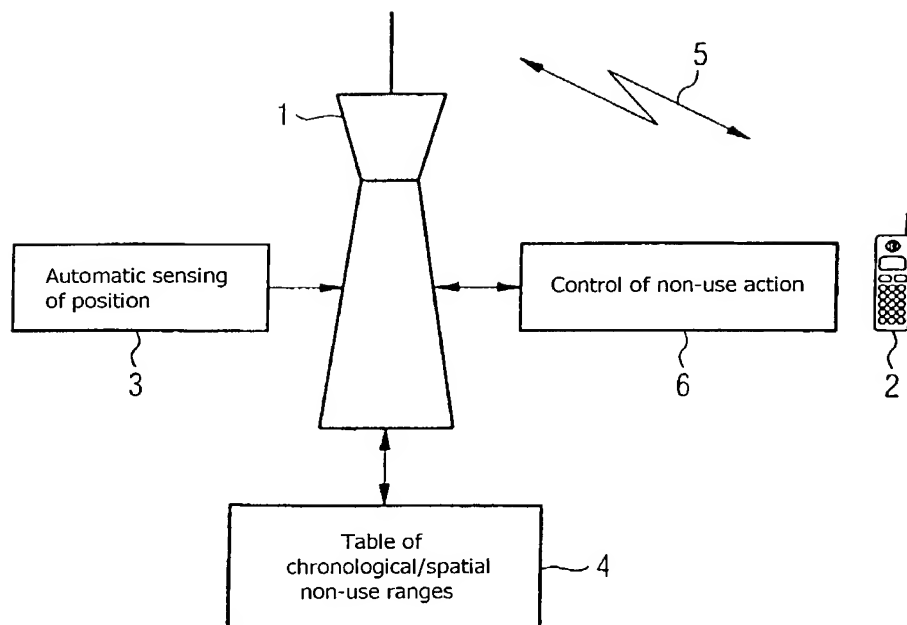 5
1
Automatic sensing
of position
3
Control of non-use action
6
2
Table of
chronological/spatial
non-use ranges
4